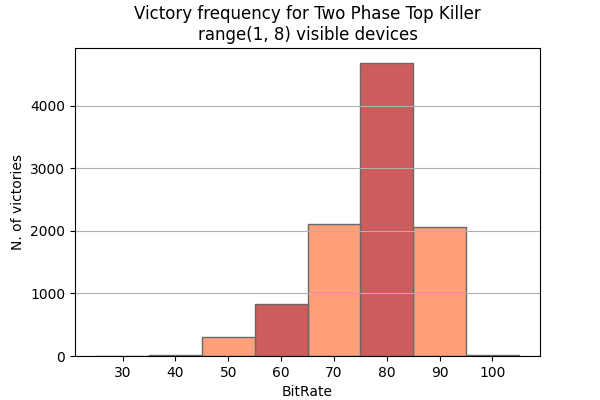 Victory frequency for Two Phase Top Killer
range(1, 8) visible devices
N. of victories
4000
3000
2000
1000
0
30 40 50 60 70 80 90 100
BitRate